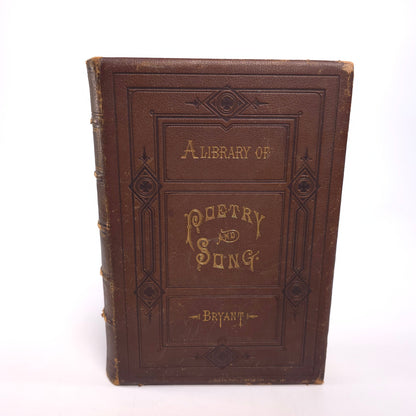 A LIBRARY OF
POETRY
AND
SONG.
BRYANT